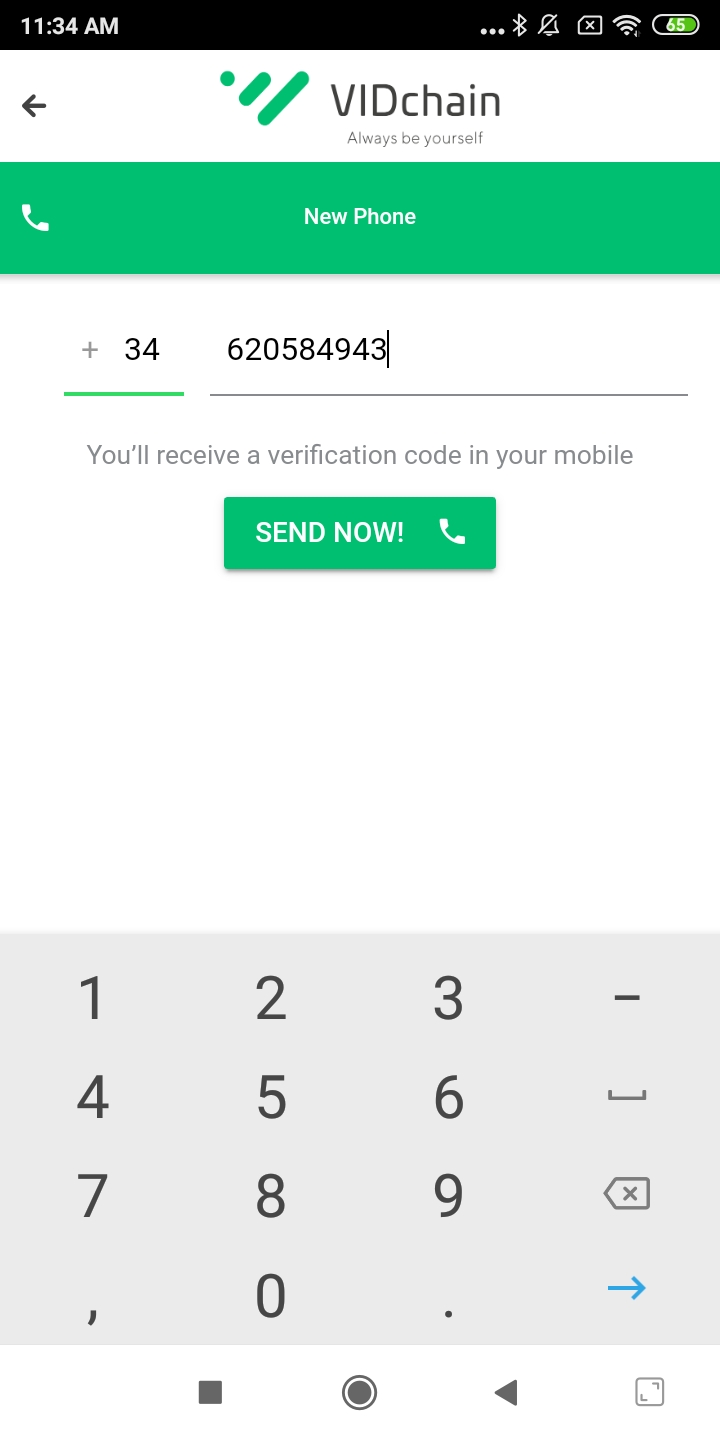 11:34 AM
65
VIDchain
Always be yourself
New Phone
+ 34 620584943
You’ll receive a verification code in your mobile
SEND NOW!
1 2 3 –
4 5 6
7 8 9
, 0 .